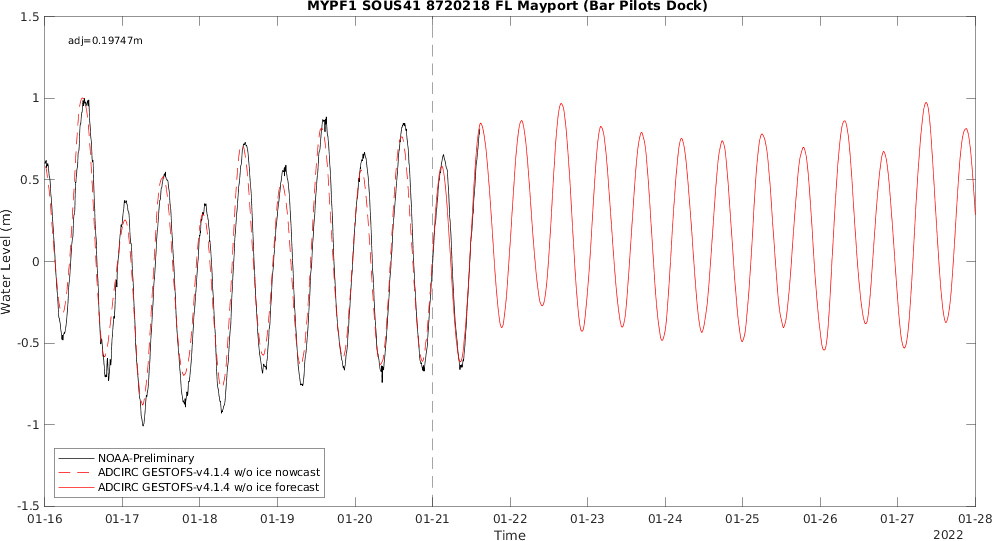 MYPF1 SOUS41 8720218 FL Mayport (Bar Pilots Dock)
1.5
adj=0.19747m
1
0.5
0
-0.5
-1
-1.5
Water Level (m)
NOAA-Preliminary
ADCIRC GESTOFS-v4.1.4 w/o ice nowcast
ADCIRC GESTOFS-v4.1.4 w/o ice forecast
01-16 01-17 01-18 01-19 01-20 01-21 01-22 01-23 01-24 01-25 01-26 01-27 01-28
Time
2022